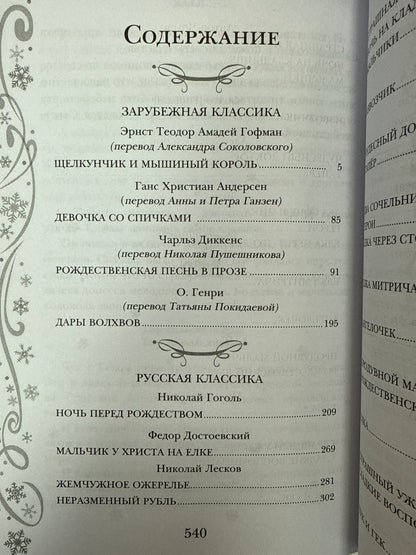 Содержание
ЗАРУБЕЖНАЯ КЛАССИКА
Эрнст Теодор Амадей Гофман
(перевод Александра Соколовского)
ЩЕЛКУНЧИК И МЫШИНЫЙ КОРОЛЬ 5
Ганс Христиан Андерсен
(перевод Анны и Петра Ганзен)
ДЕВОЧКА СО СПИЧКАМИ 85
Чарльз Диккенс
(перевод Николая Пушешникова)
РОЖДЕСТВЕНСКАЯ ПЕСНЬ В ПРОЗЕ 91
О. Генри
(перевод Татьяны Покидаевой)
ДАРЫ ВОЛХВОВ 195
РУССКАЯ КЛАССИКА
Николай Гоголь
НОЧЬ ПЕРЕД РОЖДЕСТВОМ 209
Федор Достоевский
МАЛЬЧИК У ХРИСТА НА ЕЛКЕ 269
Николай Лесков
ЖЕМЧУЖНОЕ ОЖЕРЕЛЬЕ 281
НЕРАЗМЕННЫЙ РУБЛЬ 302
540